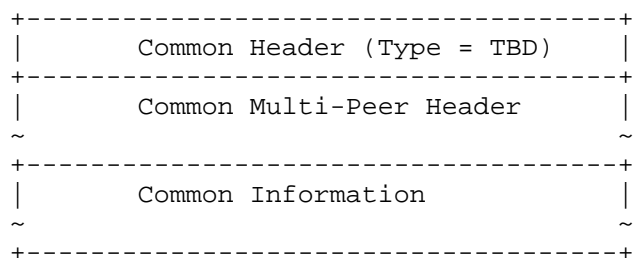 +-------------------------------------+
|       Common Header (Type = TBD)    |
+-------------------------------------+
|       Common Multi-Peer Header      |
~                                     ~
+-------------------------------------+
|       Common Information            |
~                                     ~
+-------------------------------------+